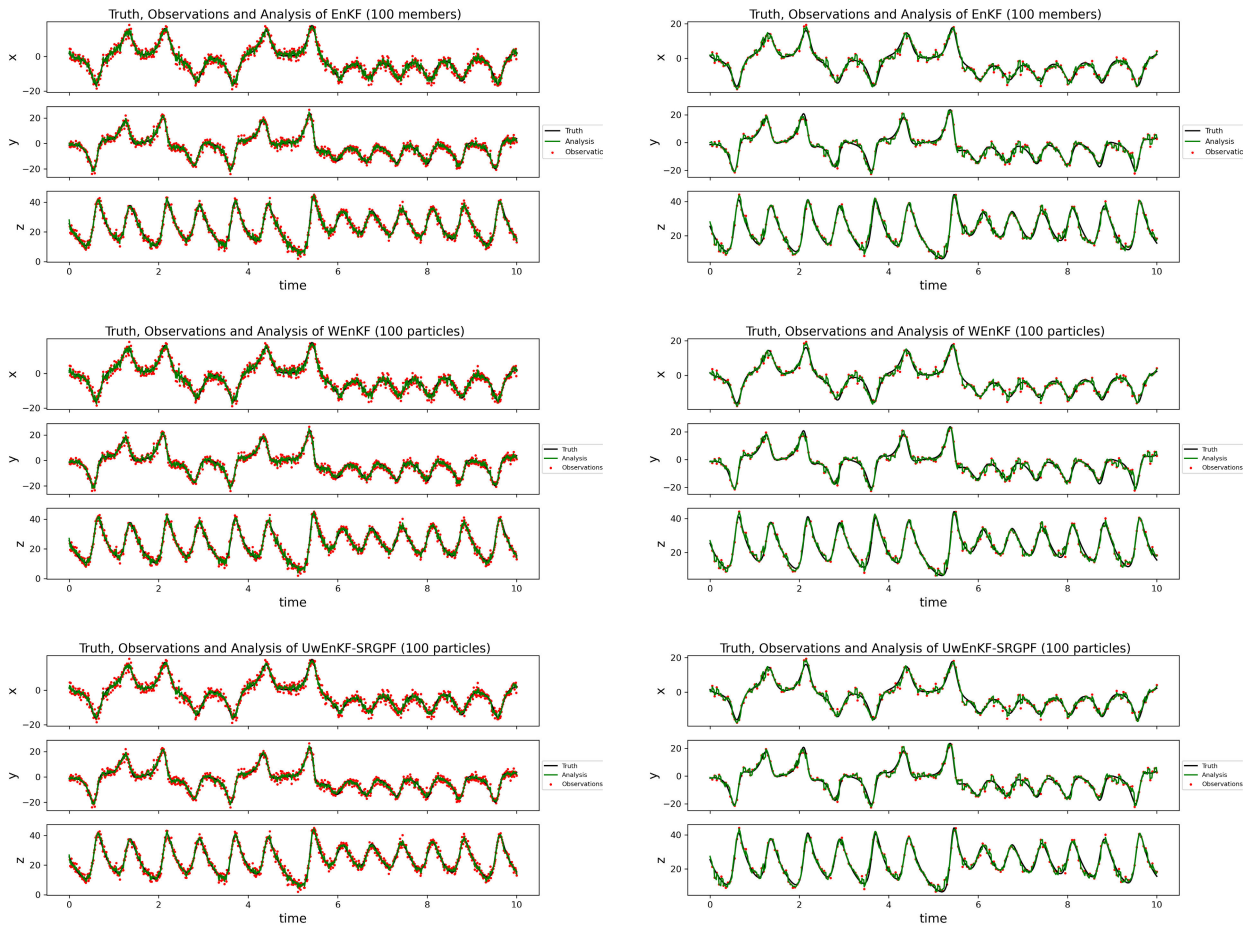 Truth, Observations and Analysis of EnKF (100 members)
x
0
−20
y
20
0
−20
z
40
20
0
0 2 4 6 8 10
time
Truth
Analysis
Observatic
Truth, Observations and Analysis of EnKF (100 members)
x
20
0
y
20
0
−20
z
40
20
0 2 4 6 8 10
time
Truth
Analysis
Observatic
Truth, Observations and Analysis of WEnKF (100 particles)
x
0
−20
y
20
0
−20
z
40
20
0
0 2 4 6 8 10
time
Truth
Analysis
Observations
Truth, Observations and Analysis of WEnKF (100 particles)
x
20
0
y
20
0
−20
z
40
20
0 2 4 6 8 10
time
Truth
Analysis
Observations
Truth, Observations and Analysis of UwEnKF-SRGPF (100 particles)
x
0
−20
y
20
0
−20
z
40
20
0
0 2 4 6 8 10
time
Truth
Analysis
Observations
Truth, Observations and Analysis of UwEnKF-SRGPF (100 particles)
x
20
0
y
20
0
−20
z
40
20
0 2 4 6 8 10
time
Truth
Analysis
Observations